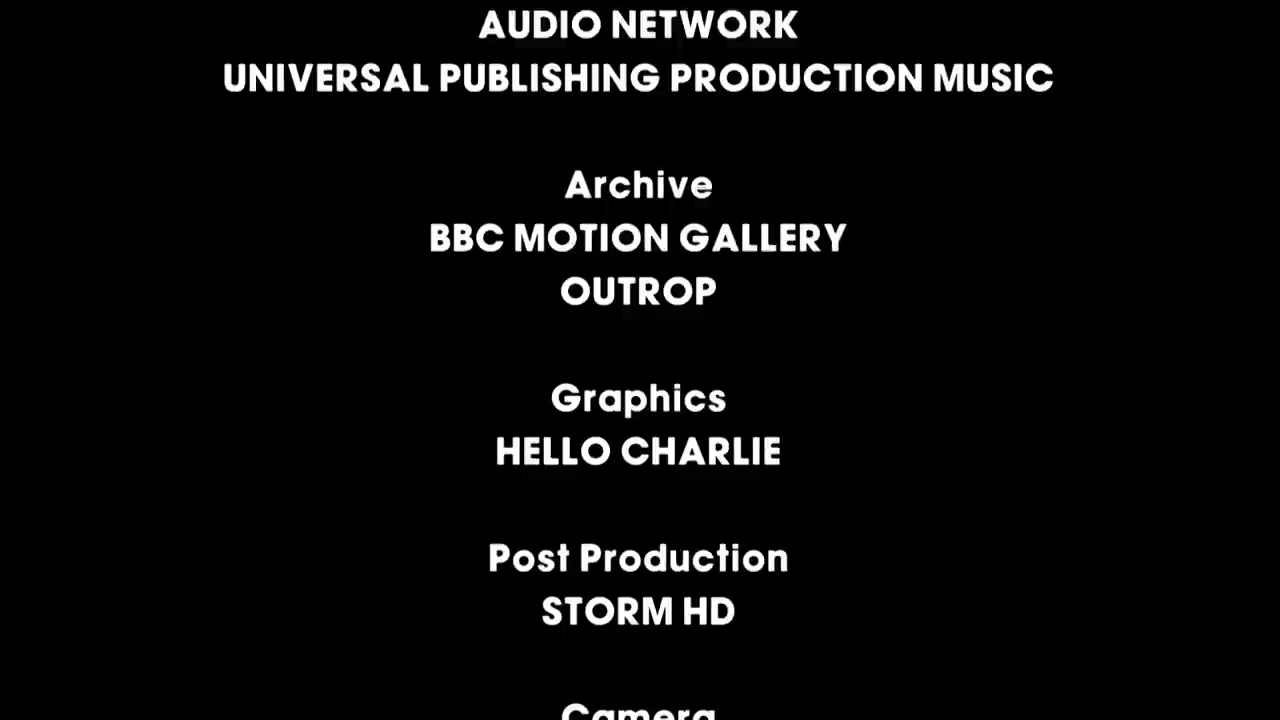 AUDIO NETWORK
UNIVERSAL PUBLISHING PRODUCTION MUSIC
Archive
BBC MOTION GALLERY
OUTROP
Graphics
HELLO CHARLIE
Post Production
STORM HD
Camera